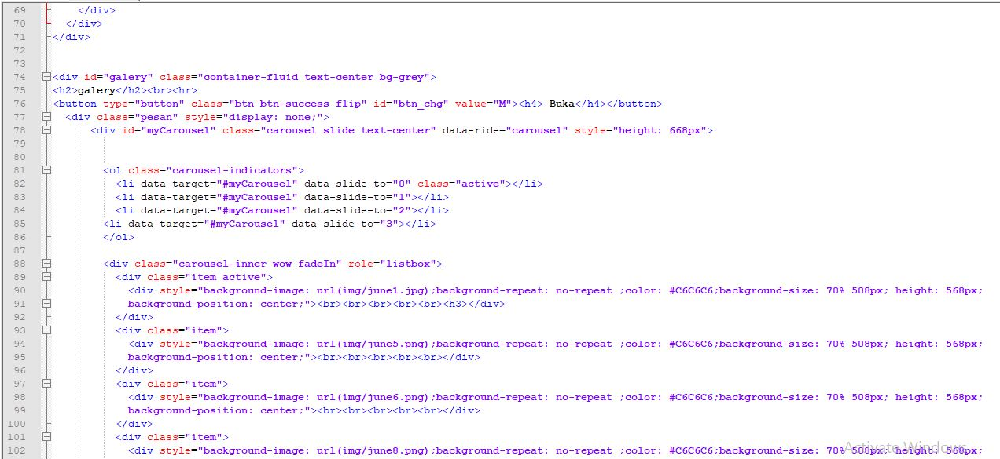 69 </div>
70 </div>
71 </div>
72
73
74 <div id="galery" class="container-fluid text-center bg-grey">
75 <h2>galery</h2><br><hr>
76 <button type="button" class="btn btn-success flip" id="btn_chg" value="M"><h4> Buka</h4></button>
77 <div class="pesan" style="display: none;">
78 <div id="myCarousel" class="carousel slide text-center" data-ride="carousel" style="height: 668px">
79
80
81 <ol class="carousel-indicators">
82 <li data-target="#myCarousel" data-slide-to="0" class="active"></li>
83 <li data-target="#myCarousel" data-slide-to="1"></li>
84 <li data-target="#myCarousel" data-slide-to="2"></li>
85 <li data-target="#myCarousel" data-slide-to="3"></li>
86 </ol>
87
88 <div class="carousel-inner wow fadeIn" role="listbox">
89 <div class="item active">
90 <div style="background-image: url(img/june1.jpg);background-repeat: no-repeat ;color: #C6C6C6;background-size: 70% 508px; height: 568px;
91 background-position: center;"><br><br><br><br><br><h3></div>
92 </div>
93 <div class="item">
94 <div style="background-image: url(img/june5.png);background-repeat: no-repeat ;color: #C6C6C6;background-size: 70% 508px; height: 568px;
95 background-position: center;"><br><br><br><br><br></div>
96 </div>
97 <div class="item">
98 <div style="background-image: url(img/june6.png);background-repeat: no-repeat ;color: #C6C6C6;background-size: 70% 508px; height: 568px;
99 background-position: center;"><br><br><br><br><br></div>
100 </div>
101 <div class="item">
102 <div style="background-image: url(img/june8.png);background-repeat: no-repeat ;color: #C6C6C6;background-size: 70% 508px; height: 568px;
Activate Windows